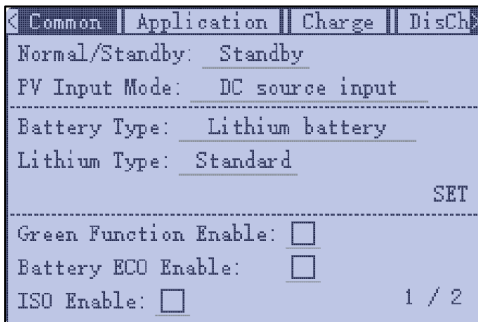 Common Application Charge DisCh
Normal/Standby: Standby
PV Input Mode: DC source input
Battery Type: Lithium battery
Lithium Type: Standard
SET
Green Function Enable:
Battery ECO Enable:
ISO Enable:
1 / 2